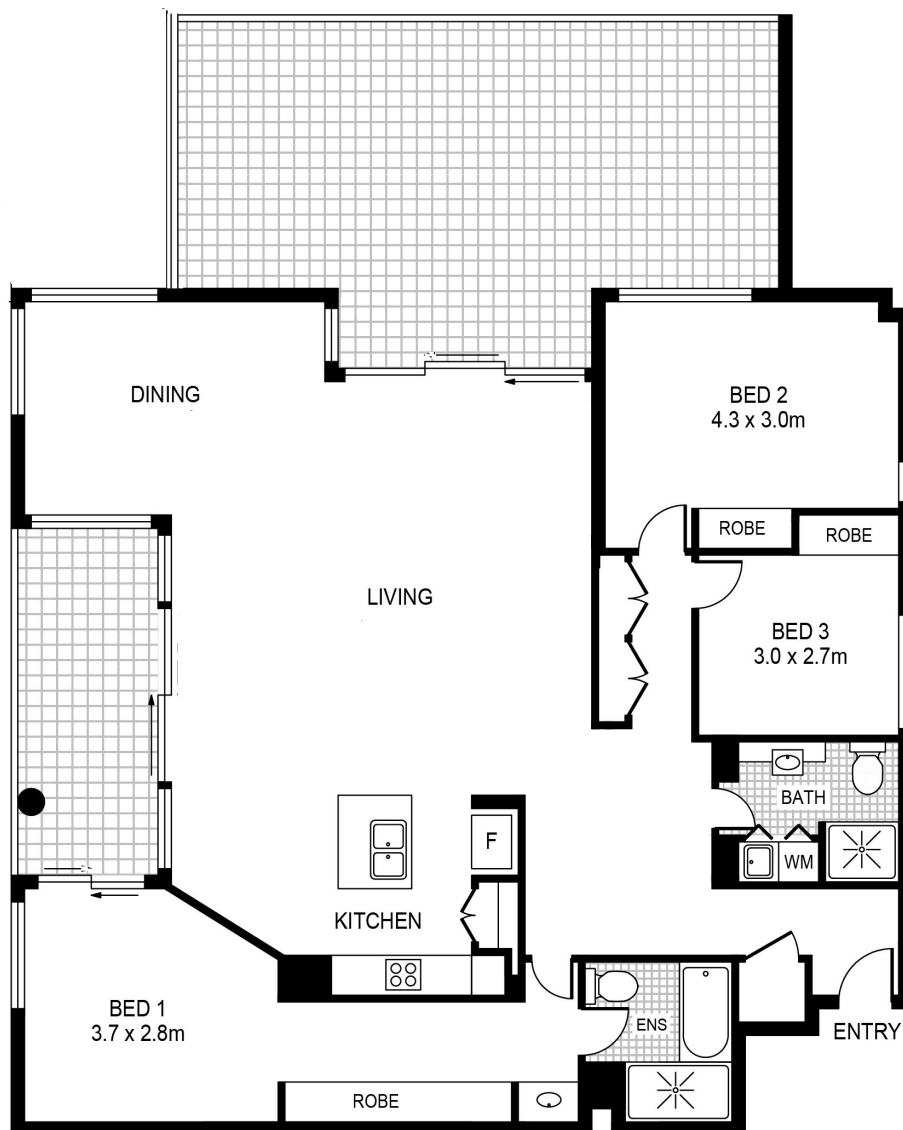 DINING
BED 2
4.3 x 3.0m
ROBE
ROBE
LIVING
BED 3
3.0 x 2.7m
BATH
F
WM
KITCHEN
BED 1
3.7 x 2.8m
ENS
ENTRY
ROBE